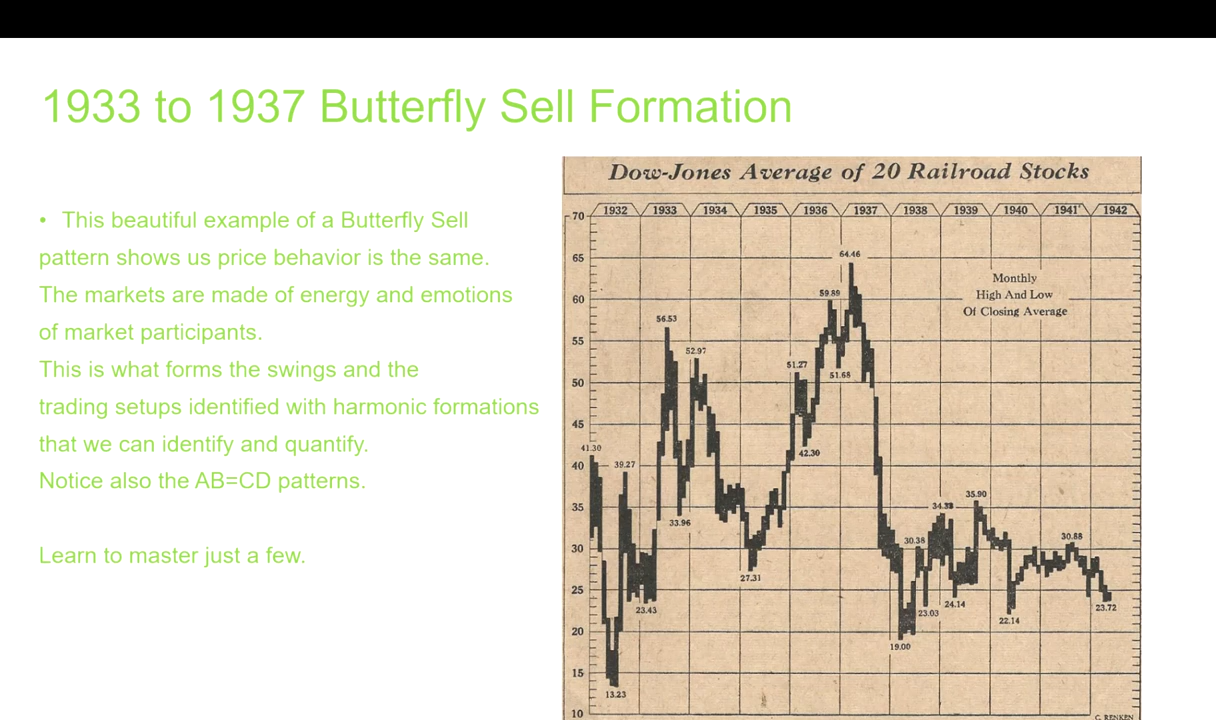 1933 to 1937 Butterfly Sell Formation
• This beautiful example of a Butterfly Sell
pattern shows us price behavior is the same.
The markets are made of energy and emotions
of market participants.
This is what forms the swings and the
trading setups identified with harmonic formations
that we can identify and quantify.
Notice also the AB=CD patterns.
Learn to master just a few.
Dow-Jones Average of 20 Railroad Stocks
1932 1933 1934 1935 1936 1937 1938 1939 1940 1941 1942
70
65
60
55
50
45
40
35
30
25
20
15
10
Monthly
High And Low
Of Closing Average
41.30
13.23
39.27
23.43
56.53
33.96
52.97
27.31
51.27
42.30
59.89
51.68
64.46
19.00
30.38
23.03
24.14
35.90
22.14
30.88
23.72
C. RENKEN